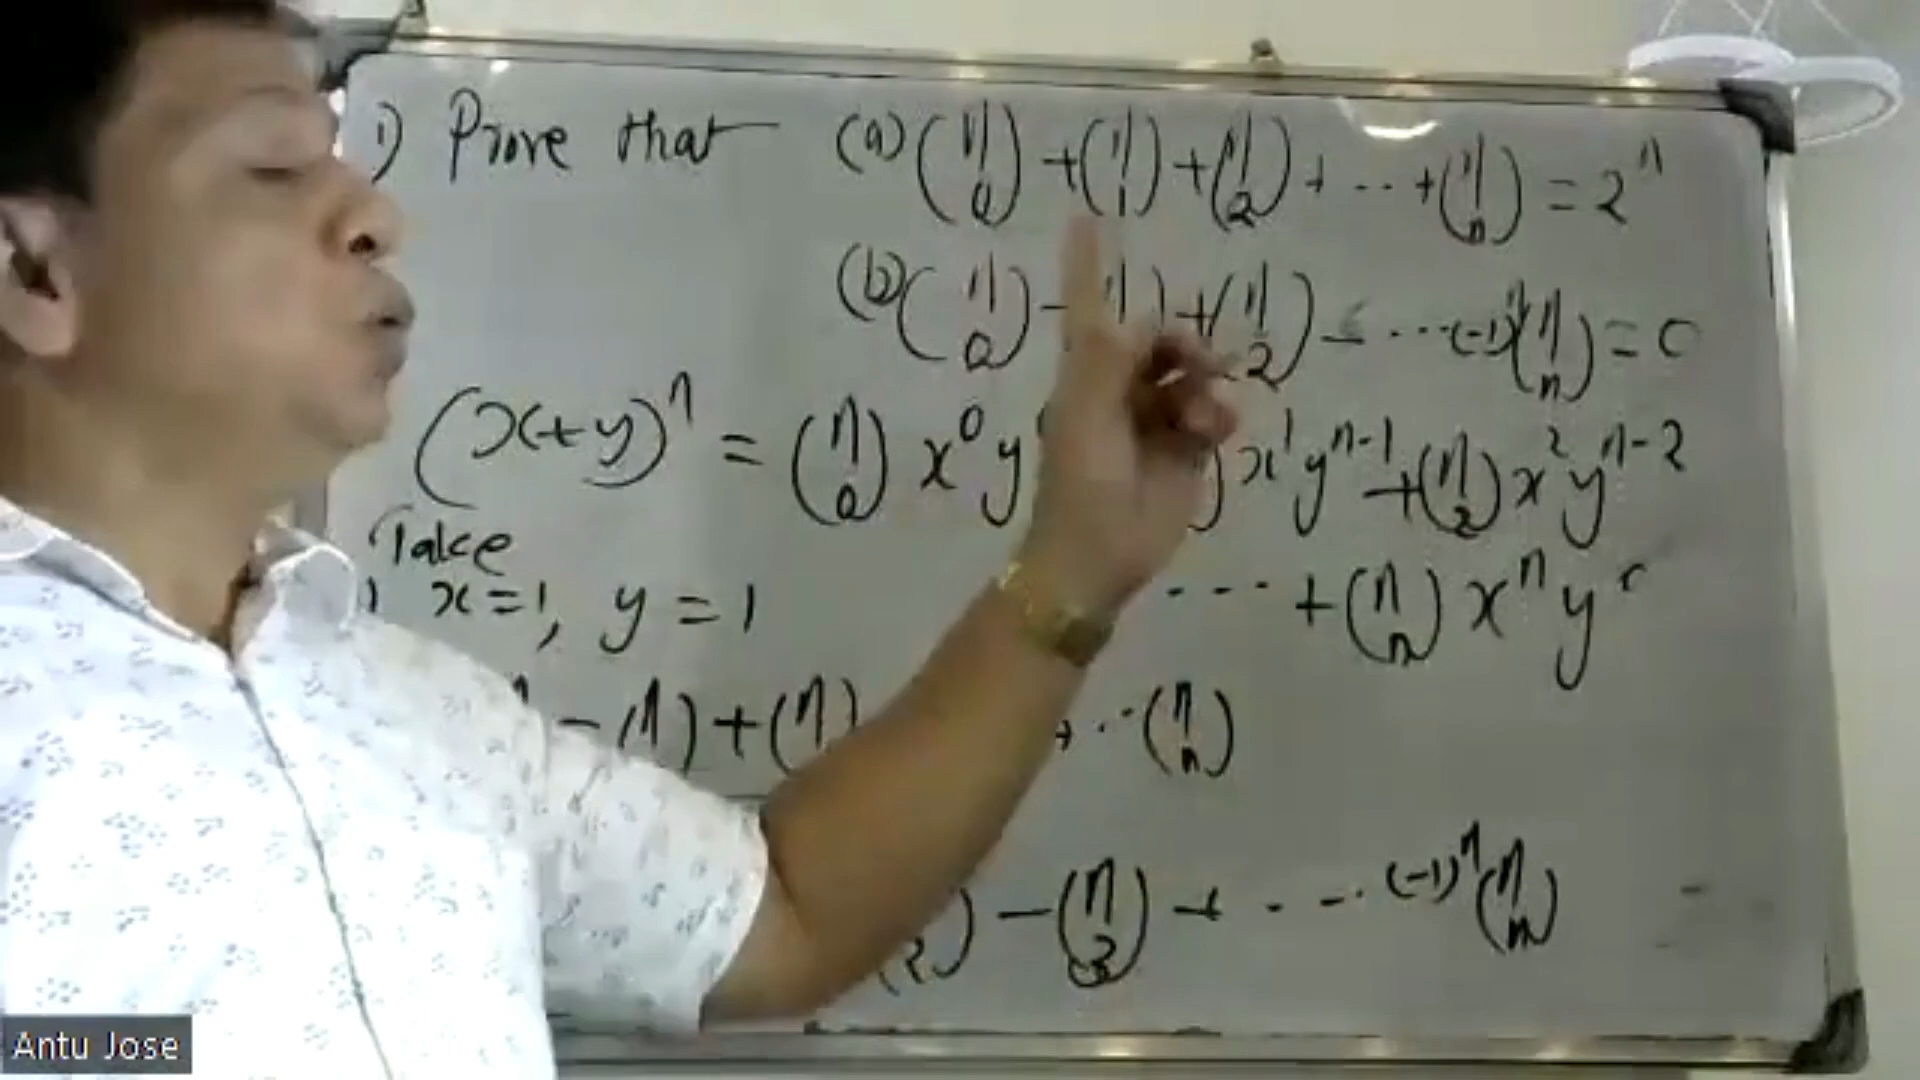 1) Prove that (a) (n 0) + (n 1) + (n 2) + ... + (n n) = 2^n
(b) (n 0) - (n ) + (n 2) - ... (-1)^n (n n) = 0
(x+y)^n = (n 0) x^0 y x^1 y^{n-1} + (n 2) x^2 y^{n-2}
Take
x=1, y=1 ... + (n n) x^n y^0
- (n ) + (n ) + ... (n n)
2) - (n 3) + ... (-1)^n (n n)
Antu Jose